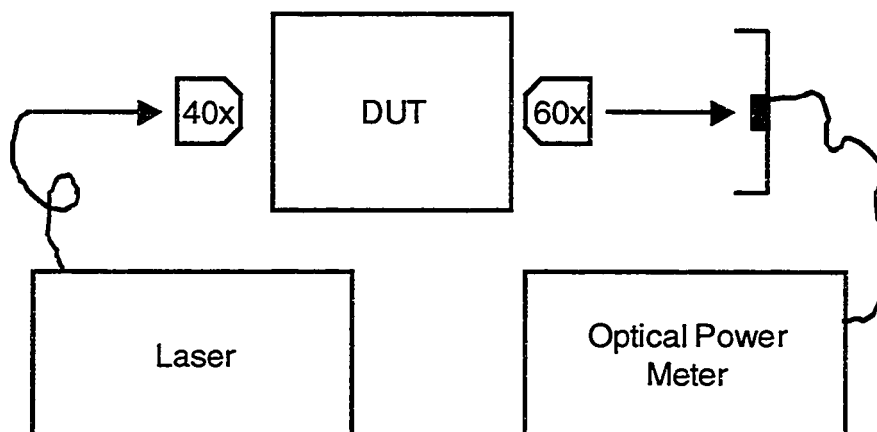 40x
DUT
60x
Laser
Optical Power
Meter